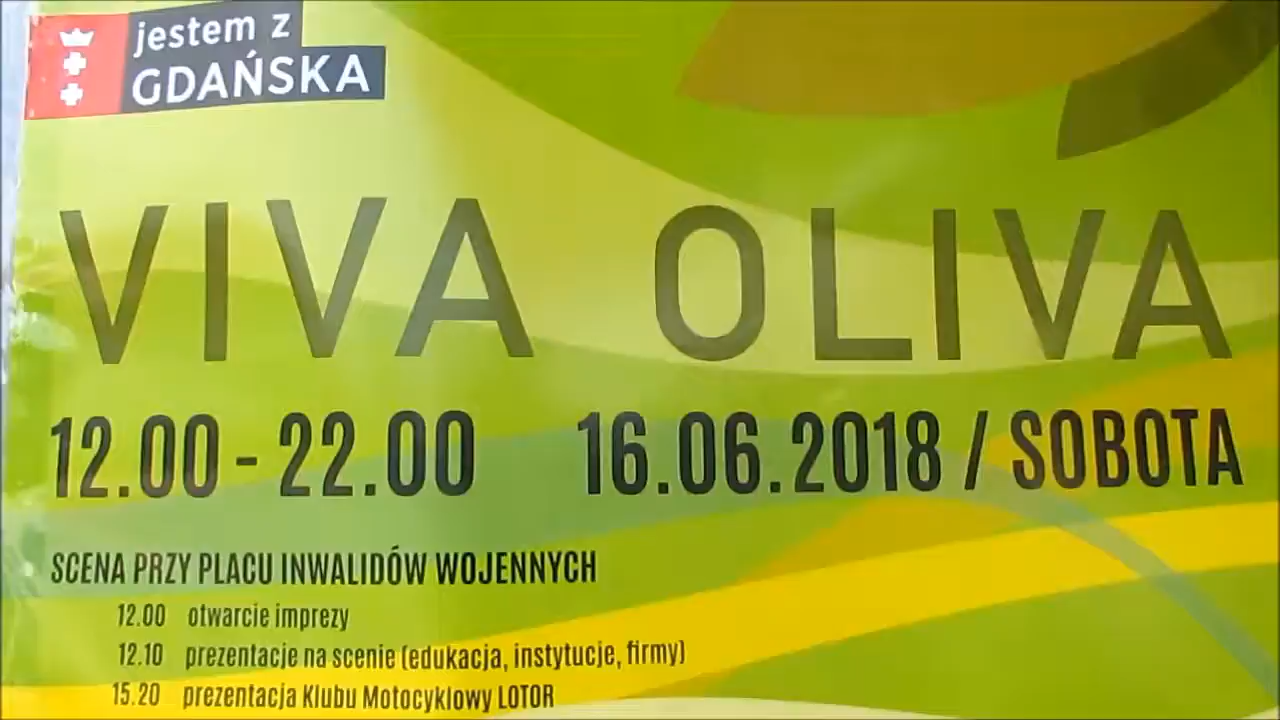 jestem z
GDAŃSKA
VIVA OLIVA
12.00 - 22.00 16.06.2018 / SOBOTA
SCENA PRZY PLACU INWALIDÓW WOJENNYCH
12.00 otwarcie imprezy
12.10 prezentacje na scenie (edukacja, instytucje, firmy)
15.20 prezentacja Klubu Motocyklowy LOTOR